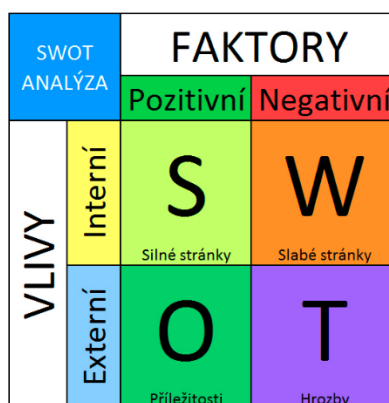 SWOT
ANALÝZA
FAKTORY
Pozitivní
Negativní
VLIVY
Interní
S
Silné stránky
W
Slabé stránky
Externí
O
Příležitosti
T
Hrozby